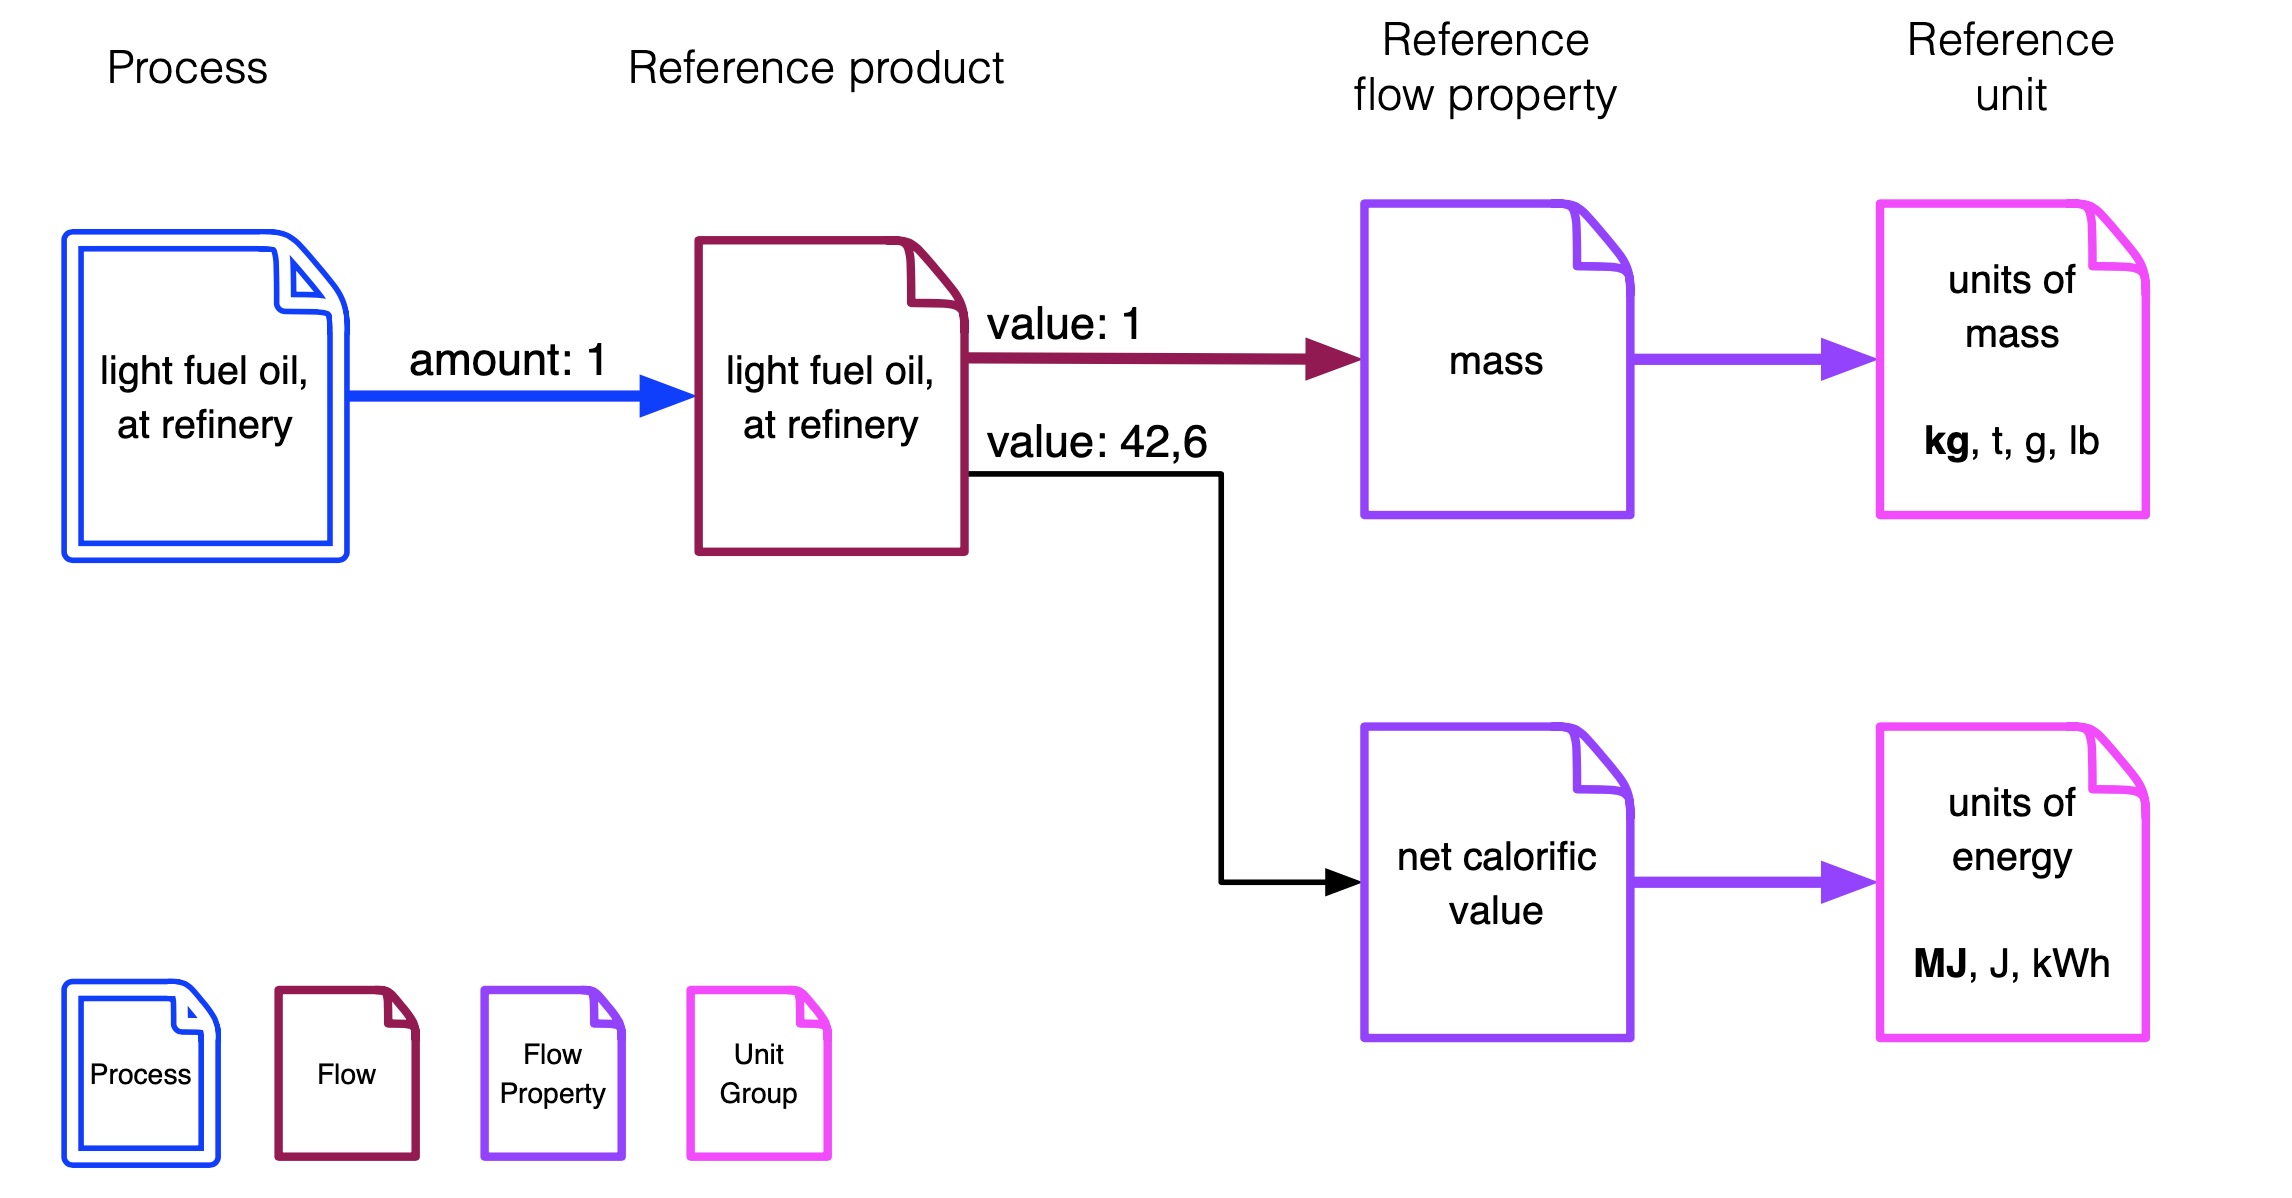 Process
Reference product
Reference
flow property
Reference
unit
light fuel oil,
at refinery
amount: 1
light fuel oil,
at refinery
value: 1
value: 42,6
mass
units of
mass
kg, t, g, lb
net calorific
value
units of
energy
MJ, J, kWh
Process
Flow
Flow
Property
Unit
Group